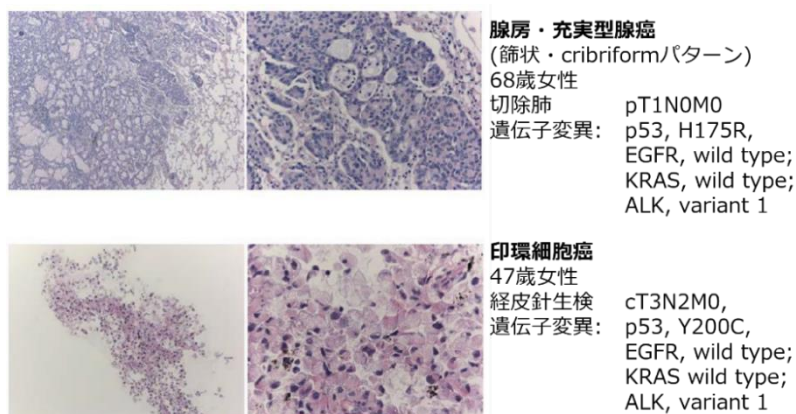 腺房・充実型腺癌
(篩状・cribriformパターン)
68歳女性
切除肺 pT1N0M0
遺伝子変異: p53, H175R,
EGFR, wild type;
KRAS, wild type;
ALK, variant 1
印環細胞癌
47歳女性
経皮針生検 cT3N2M0,
遺伝子変異: p53, Y200C,
EGFR, wild type;
KRAS wild type;
ALK, variant 1